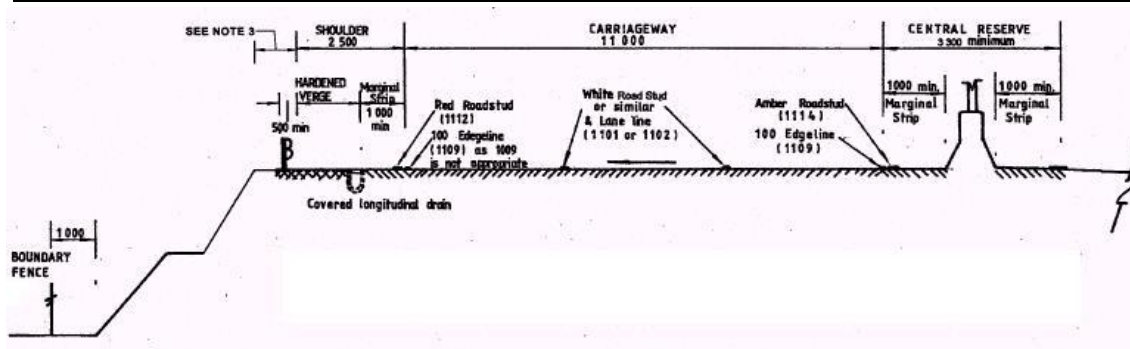 SEE NOTE 3
SHOULDER
2 500
CARRIAGEWAY
11 000
CENTRAL RESERVE
3 300 minimum
HARDENED
VERGE
Marginal
Strip
1 000
min
500 min
Red Roadstud
(1112)
100 Edegeline
(1109) as 1009
is not appropriate
White Road Stud
or similar
& Lane line
(1101 or 1102)
Amber Roadstud
(1114)
100 Edgeline
(1109)
1000 min.
Marginal
Strip
1000 min.
Marginal
Strip
Covered longitudinal drain
1 000
BOUNDARY
FENCE